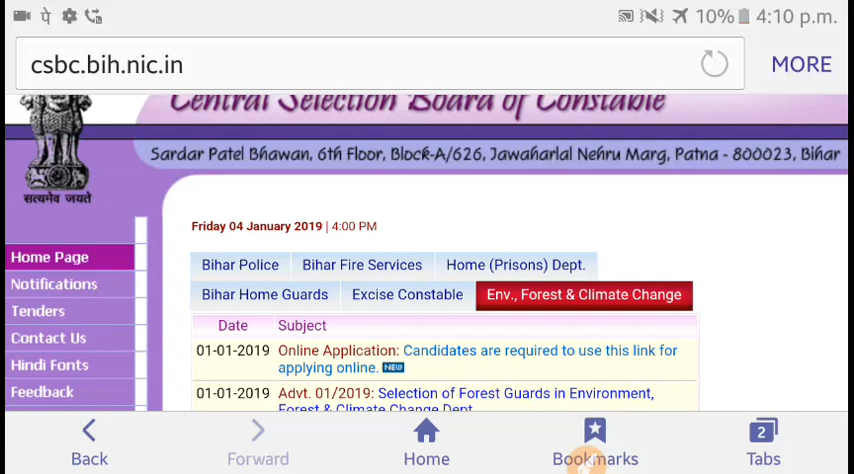 पे 10% 4:10 p.m.
csbc.bih.nic.in MORE
Central Selection Board of Constable
Sardar Patel Bhawan, 6th Floor, Block-A/626, Jawaharlal Nehru Marg, Patna - 800023, Bihar
सत्यमेव जयते
Friday 04 January 2019 | 4:00 PM
Home Page
Notifications
Tenders
Contact Us
Hindi Fonts
Feedback
Bihar Police Bihar Fire Services Home (Prisons) Dept.
Bihar Home Guards Excise Constable Env., Forest & Climate Change
Date Subject
01-01-2019 Online Application: Candidates are required to use this link for
applying online. NEW
01-01-2019 Advt. 01/2019: Selection of Forest Guards in Environment,
Forest & Climate Change Dept
Back Forward Home Bookmarks 2 Tabs